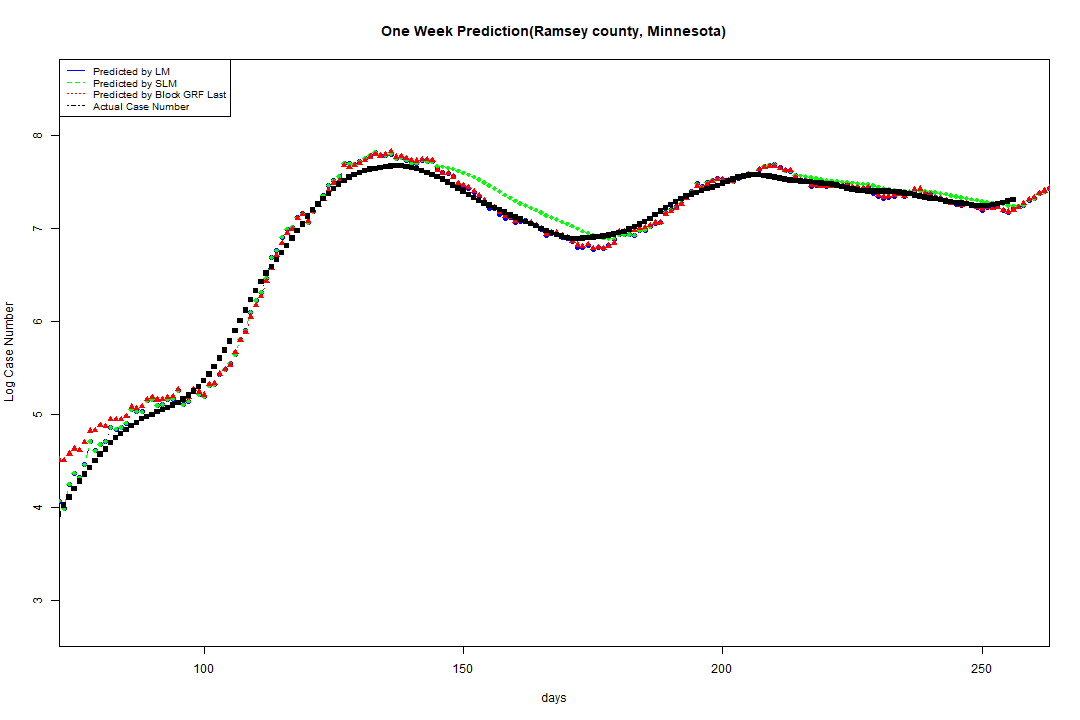 One Week Prediction(Ramsey county, Minnesota)
Predicted by LM
Predicted by SLM
Predicted by Block GRF Last
Actual Case Number
8
7
6
5
4
3
Log Case Number
100 150 200 250
days